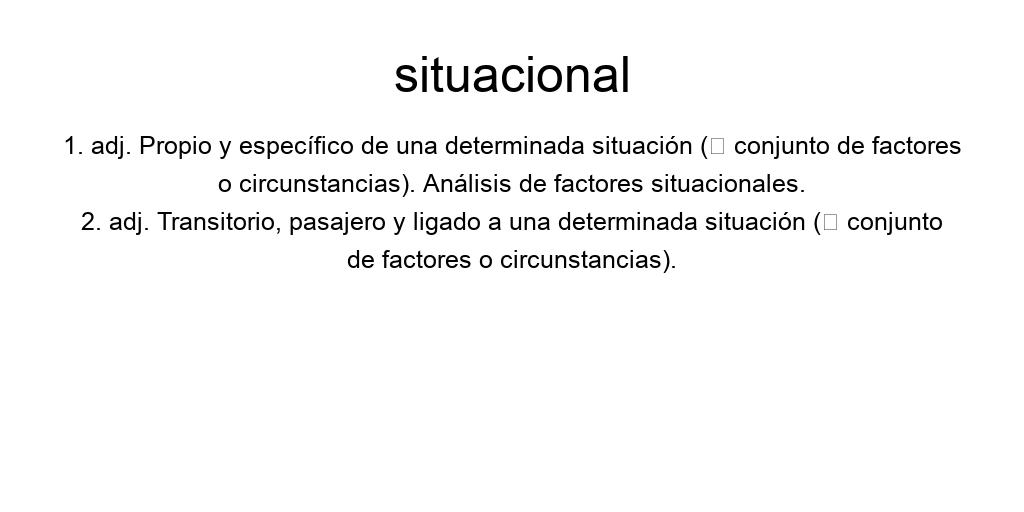 situacional
1. adj. Propio y específico de una determinada situación (□ conjunto de factores
o circunstancias). Análisis de factores situacionales.
2. adj. Transitorio, pasajero y ligado a una determinada situación (□ conjunto
de factores o circunstancias).